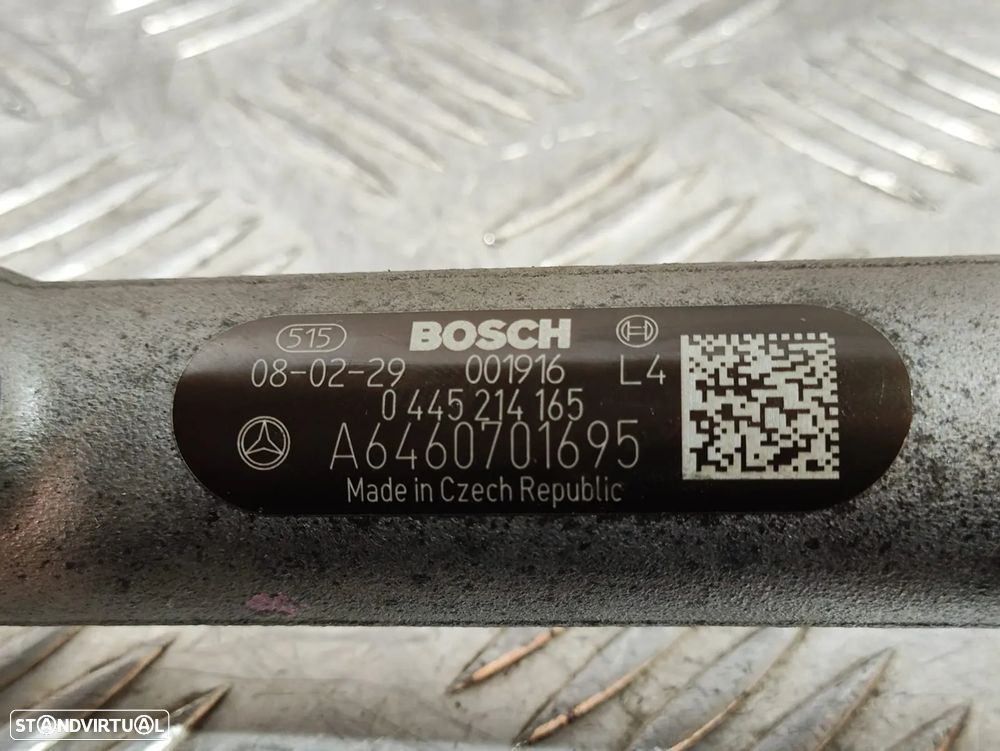 515 BOSCH
08-02-29 001916 L4
0 445 214 165
A6460701695
Made in Czech Republic
STANDVIRTUAL